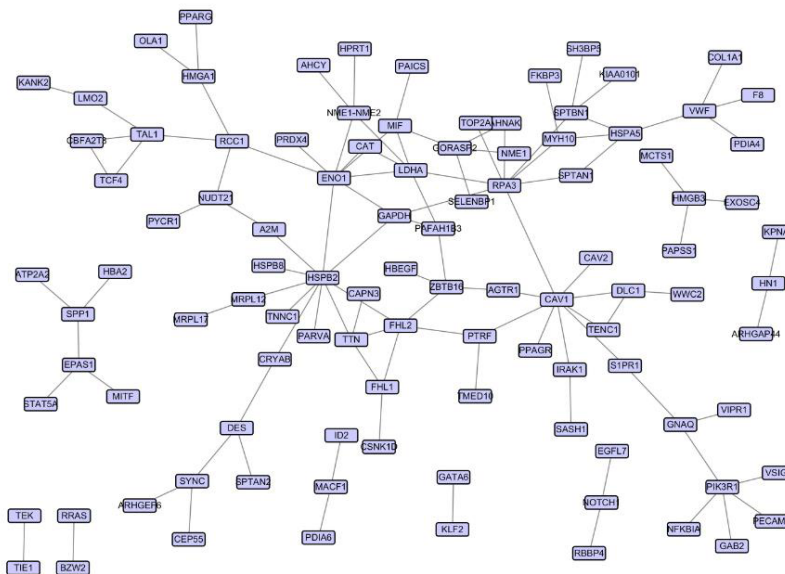 PPARG
OLA1
HPRT1
SH3BP5
AHCY
PAICS
COL1A1
KANK2
HMGA1
FKBP3
KIAA0101
LMO2
F8
NME1-NME2
TOP2A
AHNAK
SPTBN1
VWF
TAL1
MIF
CBFA2T3
RCC1
PRDX4
CAT
GORASP2
NME1
MYH10
HSPA5
PDIA4
MCTS1
TCF4
ENO1
LDHA
RPA3
SPTAN1
NUDT21
SELENBP1
HMGB3
EXOSC4
PYCR1
A2M
GAPDH
PAFAH1B3
KPNA
PAPSS1
ATP2A2
HBA2
HSPB8
HSPB2
HBEGF
CAV2
HN1
ZBTB16
AGTR1
CAV1
DLC1
WWC2
MRPL12
CAPN3
SPP1
MRPL17
TNNC1
FHL2
TENC1
ARHGAP44
PARVA
TTN
PTRF
PPAGR
EPAS1
CRYAB
IRAK1
S1PR1
FHL1
STAT5A
MITF
TMED10
SASH1
GNAQ
VIPR1
DES
ID2
CSNK1D
EGFL7
SYNC
SPTAN2
MACF1
GATA6
PIK3R1
VSIG
ARHGEF6
NOTCH1
TEK
RRAS
CEP55
PDIA6
KLF2
NFKBIA
PECAM
GAB2
RBBP4
TIE1
BZW2